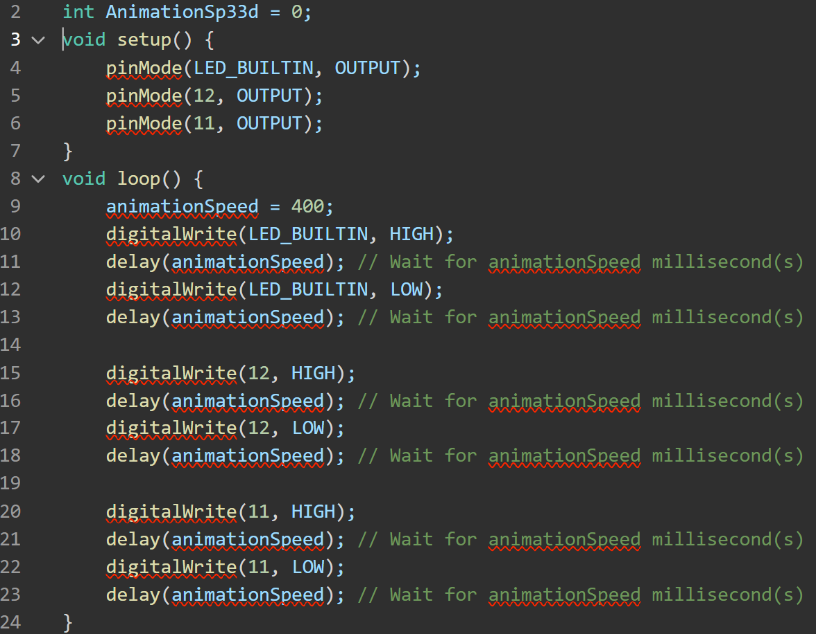 2 int AnimationSp33d = 0;
3 void setup() {
4 pinMode(LED_BUILTIN, OUTPUT);
5 pinMode(12, OUTPUT);
6 pinMode(11, OUTPUT);
7 }
8 void loop() {
9 animationSpeed = 400;
10 digitalWrite(LED_BUILTIN, HIGH);
11 delay(animationSpeed); // Wait for animationSpeed millisecond(s)
12 digitalWrite(LED_BUILTIN, LOW);
13 delay(animationSpeed); // Wait for animationSpeed millisecond(s)
14
15 digitalWrite(12, HIGH);
16 delay(animationSpeed); // Wait for animationSpeed millisecond(s)
17 digitalWrite(12, LOW);
18 delay(animationSpeed); // Wait for animationSpeed millisecond(s)
19
20 digitalWrite(11, HIGH);
21 delay(animationSpeed); // Wait for animationSpeed millisecond(s)
22 digitalWrite(11, LOW);
23 delay(animationSpeed); // Wait for animationSpeed millisecond(s)
24 }